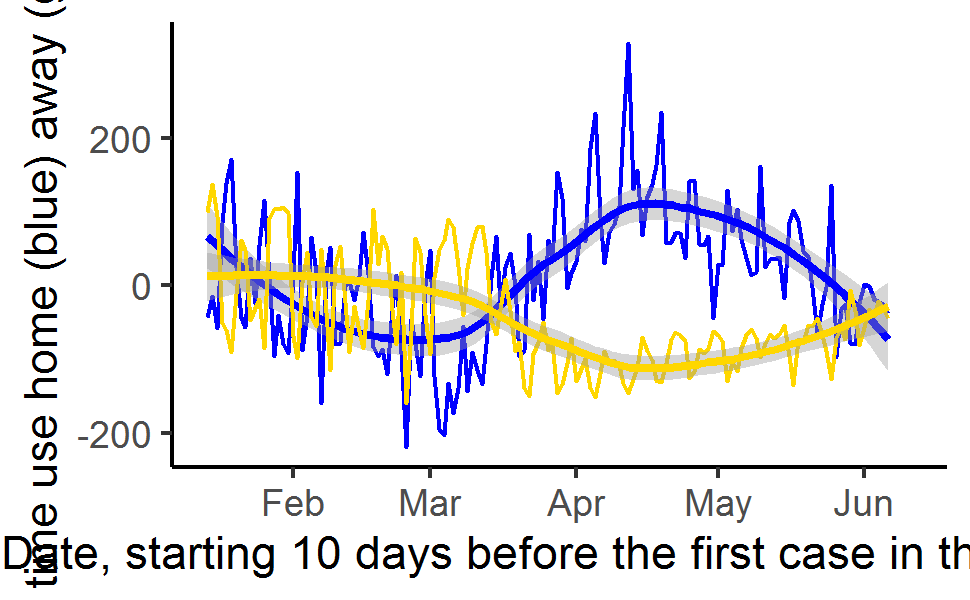 time use home (blue) away (
200
0
-200
Feb Mar Apr May Jun
Date, starting 10 days before the first case in th